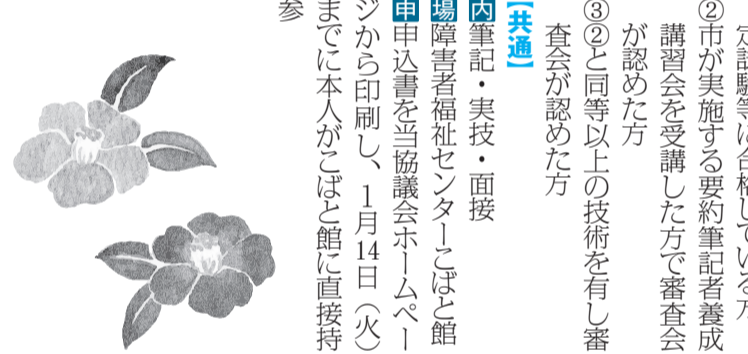 定試験等に合格している方
②市が実施する要約筆記者養成
講習会を受講した方で審査会
が認めた方
③②と同等以上の技術を有し審
査会が認めた方
【共通】
内筆記・実技・面接
場障害者福祉センターこばと館
申申込書を当協議会ホームペー
ジから印刷し、1月14日（火）
までに本人がこばと館に直接持
参